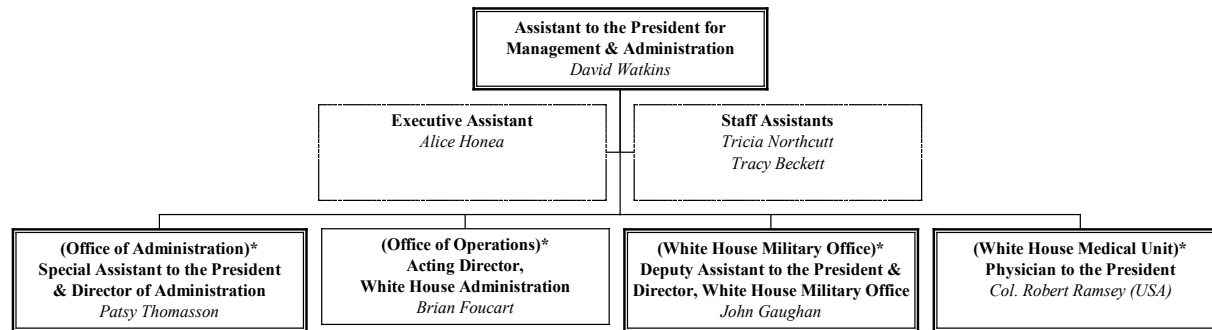 Assistant to the President for
Management & Administration
David Watkins
Executive Assistant
Alice Honea
Staff Assistants
Tricia Northcutt
Tracy Beckett
(Office of Administration)*
Special Assistant to the President
& Director of Administration
Patsy Thomasson
(Office of Operations)*
Acting Director,
White House Administration
Brian Foucart
(White House Military Office)*
Deputy Assistant to the President &
Director, White House Military Office
John Gaughan
(White House Medical Unit)*
Physician to the President
Col. Robert Ramsey (USA)